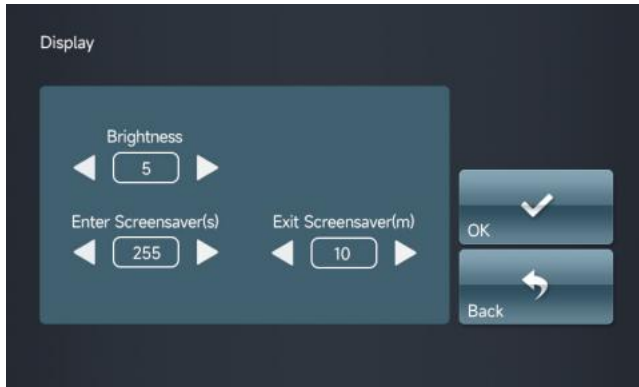 Display
Brightness
5
Enter Screensaver(s)
255
Exit Screensaver(m)
10
OK
Back